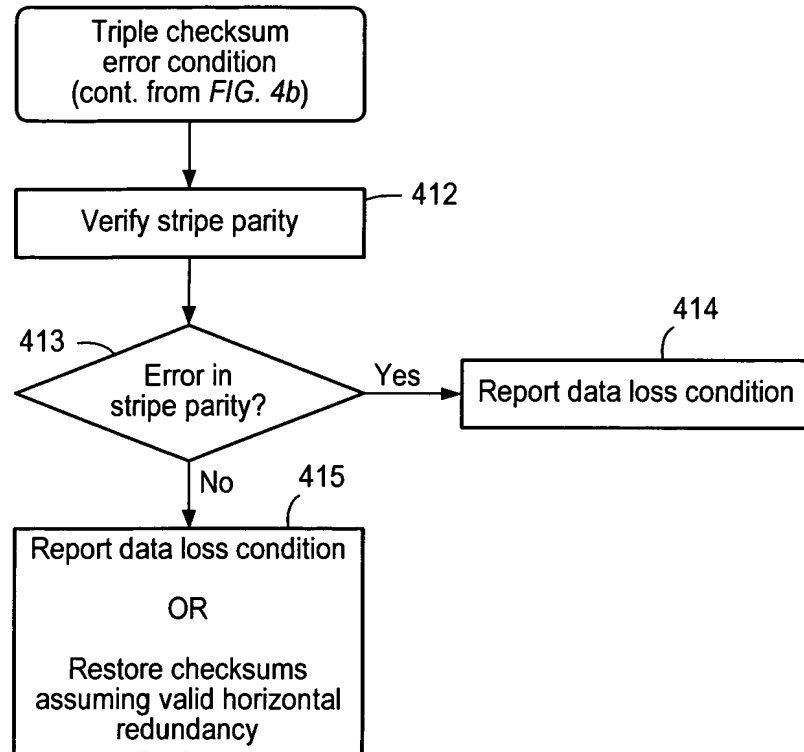 Triple checksum
error condition
(cont. from FIG. 4b)
412
Verify stripe parity
413
Error in
stripe parity?
Yes
414
Report data loss condition
No
415
Report data loss condition
OR
Restore checksums
assuming valid horizontal
redundancy